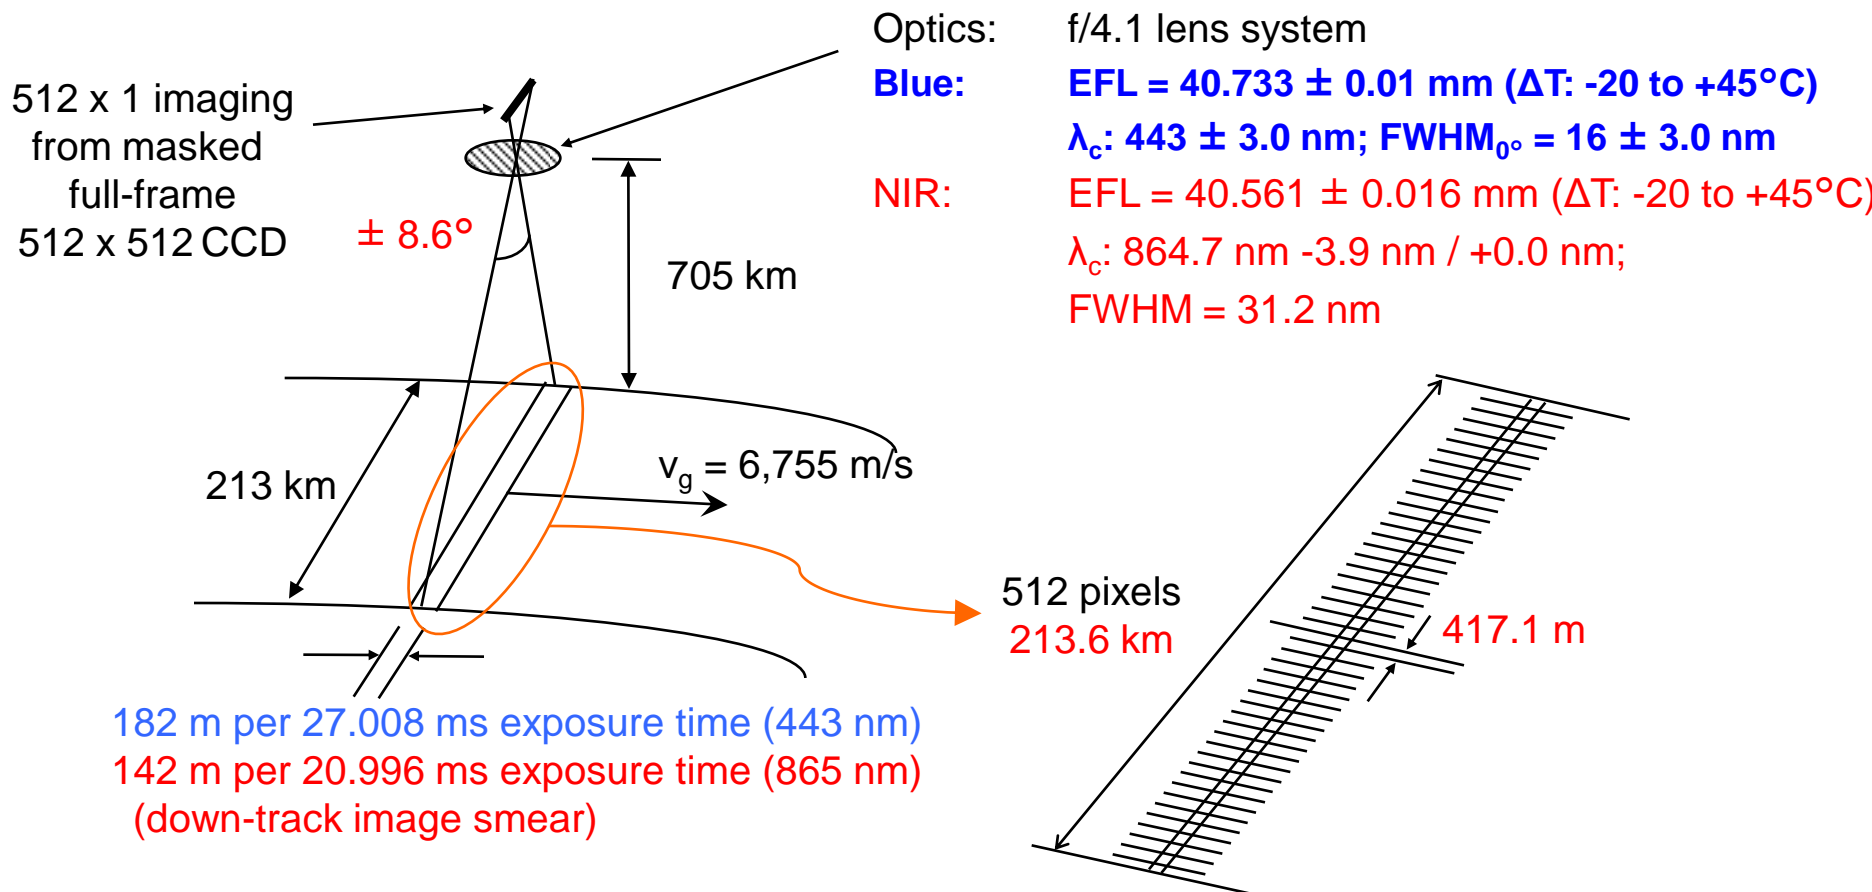 Optics: f/4.1 lens system
Blue: EFL = 40.733 ± 0.01 mm (ΔT: -20 to +45°C)
λc: 443 ± 3.0 nm; FWHM0° = 16 ± 3.0 nm
NIR: EFL = 40.561 ± 0.016 mm (ΔT: -20 to +45°C)
λc: 864.7 nm -3.9 nm / +0.0 nm;
FWHM = 31.2 nm
512 x 1 imaging
from masked
full-frame
512 x 512 CCD
± 8.6°
705 km
213 km
vg = 6,755 m/s
512 pixels
213.6 km
417.1 m
182 m per 27.008 ms exposure time (443 nm)
142 m per 20.996 ms exposure time (865 nm)
(down-track image smear)